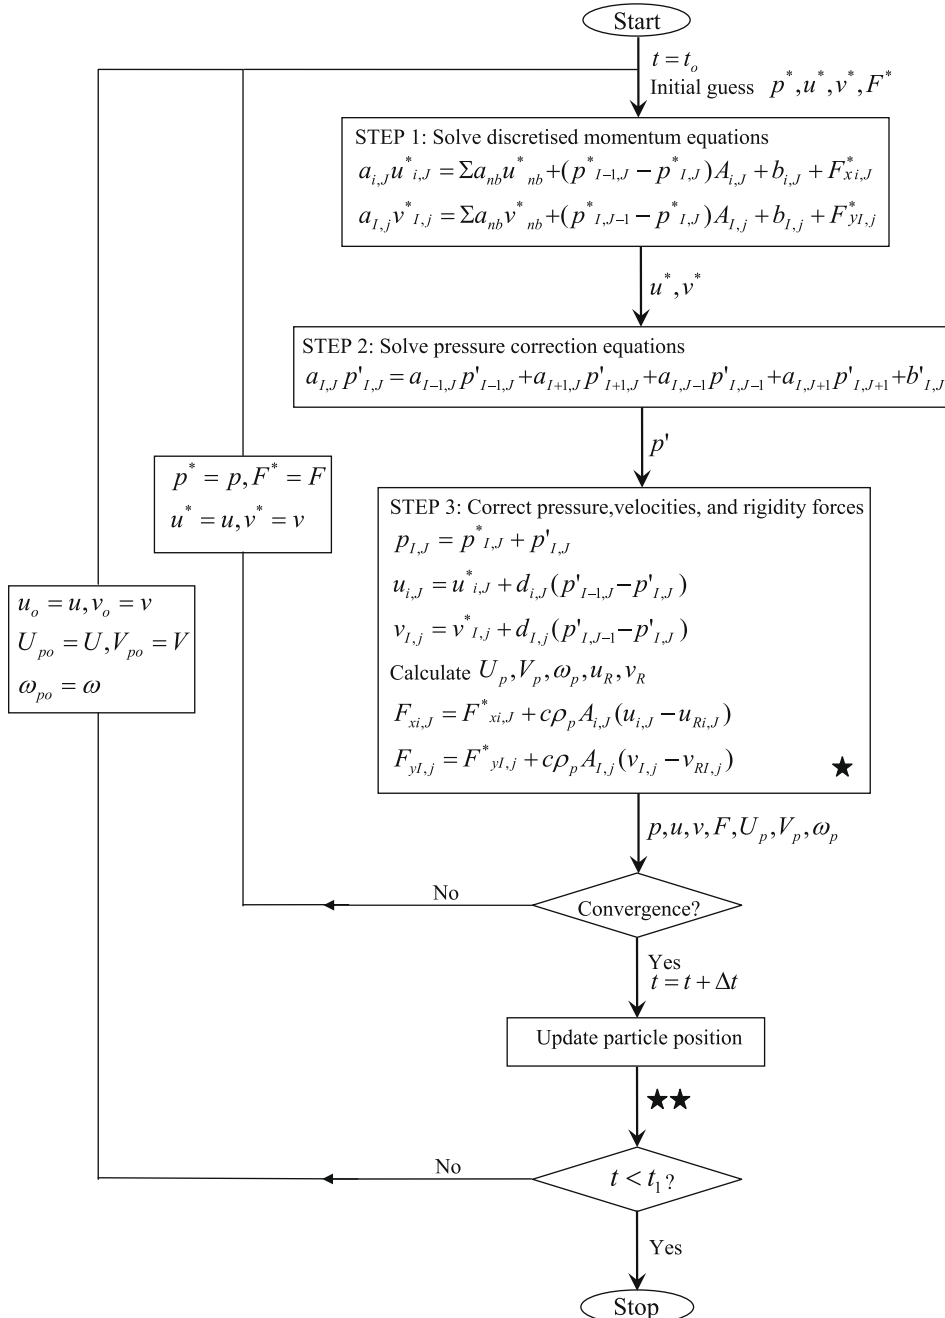 Start
t = t_o
Initial guess p*, u*, v*, F*
STEP 1: Solve discretised momentum equations
a_{i,J} u*_{i,J} = Σa_{nb} u*_{nb} + (p*_{I-1,J} − p*_{I,J}) A_{i,J} + b_{i,J} + F*_{xi,J}
a_{I,j} v*_{I,j} = Σa_{nb} v*_{nb} + (p*_{I,J-1} − p*_{I,J}) A_{I,j} + b_{I,j} + F*_{yI,j}
u*, v*
STEP 2: Solve pressure correction equations
a_{I,J} p'_{I,J} = a_{I-1,J} p'_{I-1,J} + a_{I+1,J} p'_{I+1,J} + a_{I,J-1} p'_{I,J-1} + a_{I,J+1} p'_{I,J+1} + b'_{I,J}
p'
p* = p, F* = F
u* = u, v* = v
STEP 3: Correct pressure,velocities, and rigidity forces
p_{I,J} = p*_{I,J} + p'_{I,J}
u_{i,J} = u*_{i,J} + d_{i,J} (p'_{I-1,J} − p'_{I,J})
v_{I,j} = v*_{I,j} + d_{I,j} (p'_{I,J-1} − p'_{I,J})
Calculate U_p, V_p, ω_p, u_R, v_R
F_{xi,J} = F*_{xi,J} + cρ_p A_{i,J} (u_{i,J} − u_{Ri,J})
F_{yI,j} = F*_{yI,j} + cρ_p A_{I,j} (v_{I,j} − v_{RI,j})
★
u_o = u, v_o = v
U_{po} = U, V_{po} = V
ω_{po} = ω
p, u, v, F, U_p, V_p, ω_p
No
Convergence?
Yes
t = t + Δt
Update particle position
★★
No
t < t_1 ?
Yes
Stop